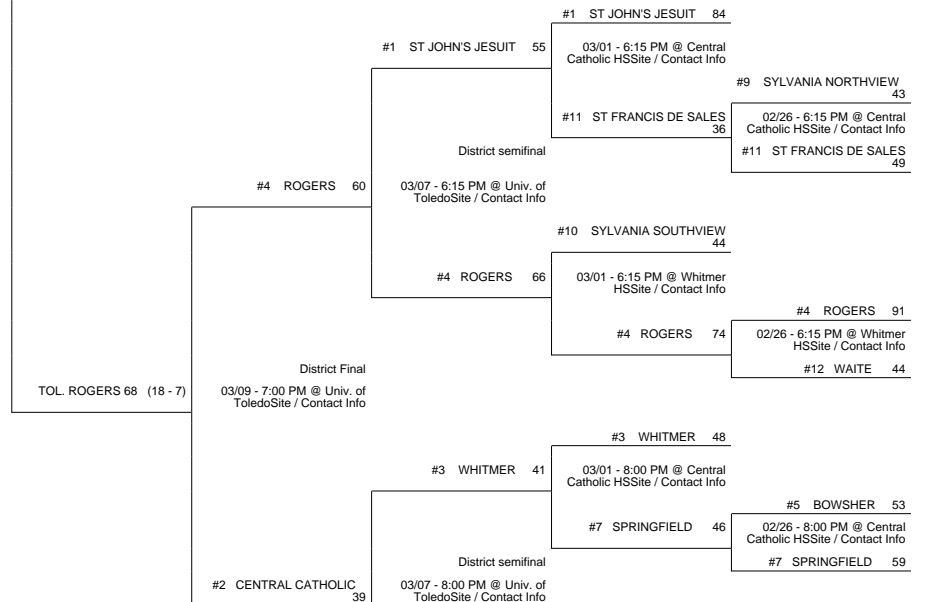 #1 ST JOHN'S JESUIT 84
#1 ST JOHN'S JESUIT 55
03/01 - 6:15 PM @ Central
Catholic HSSite / Contact Info
#9 SYLVANIA NORTHVIEW
43
#11 ST FRANCIS DE SALES
36
02/26 - 6:15 PM @ Central
Catholic HSSite / Contact Info
District semifinal
#11 ST FRANCIS DE SALES
49
#4 ROGERS 60
03/07 - 6:15 PM @ Univ. of
ToledoSite / Contact Info
#10 SYLVANIA SOUTHVIEW
44
#4 ROGERS 66
03/01 - 6:15 PM @ Whitmer
HSSite / Contact Info
#4 ROGERS 91
#4 ROGERS 74
02/26 - 6:15 PM @ Whitmer
HSSite / Contact Info
District Final
#12 WAITE 44
TOL. ROGERS 68 (18 - 7)
03/09 - 7:00 PM @ Univ. of
ToledoSite / Contact Info
#3 WHITMER 48
#3 WHITMER 41
03/01 - 8:00 PM @ Central
Catholic HSSite / Contact Info
#5 BOWSHER 53
#7 SPRINGFIELD 46
02/26 - 8:00 PM @ Central
Catholic HSSite / Contact Info
District semifinal
#7 SPRINGFIELD 59
#2 CENTRAL CATHOLIC
39
03/07 - 8:00 PM @ Univ. of
ToledoSite / Contact Info